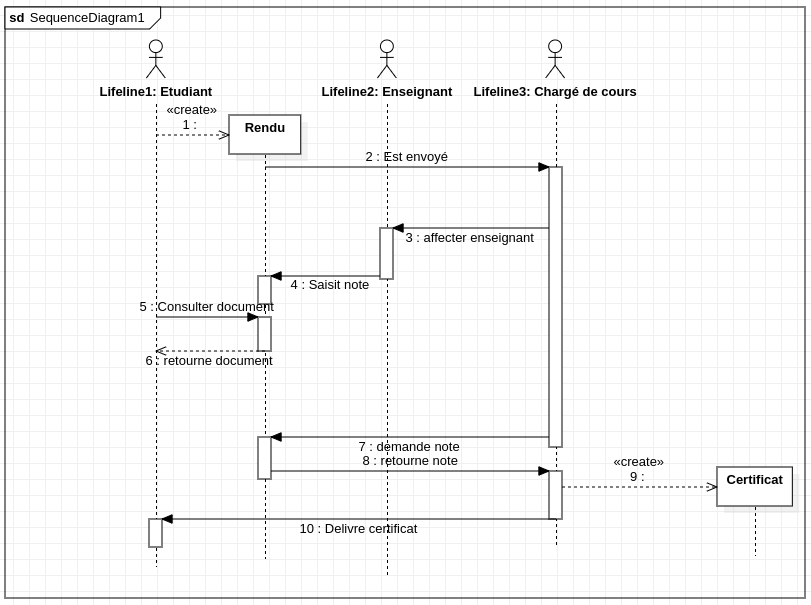 sd SequenceDiagram1
Lifeline1: Etudiant
Lifeline2: Enseignant
Lifeline3: Chargé de cours
«create»
1 :
Rendu
2 : Est envoyé
3 : affecter enseignant
4 : Saisit note
5 : Consulter document
6 : retourne document
7 : demande note
8 : retourne note
«create»
9 :
Certificat
10 : Delivre certificat